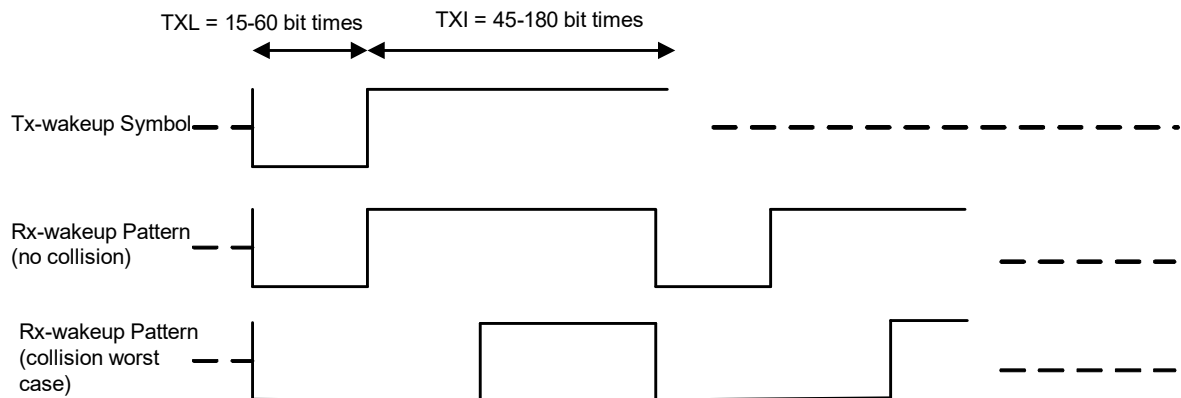 TXL = 15-60 bit times
TXI = 45-180 bit times
Tx-wakeup Symbol
Rx-wakeup Pattern
(no collision)
Rx-wakeup Pattern
(collision worst
case)